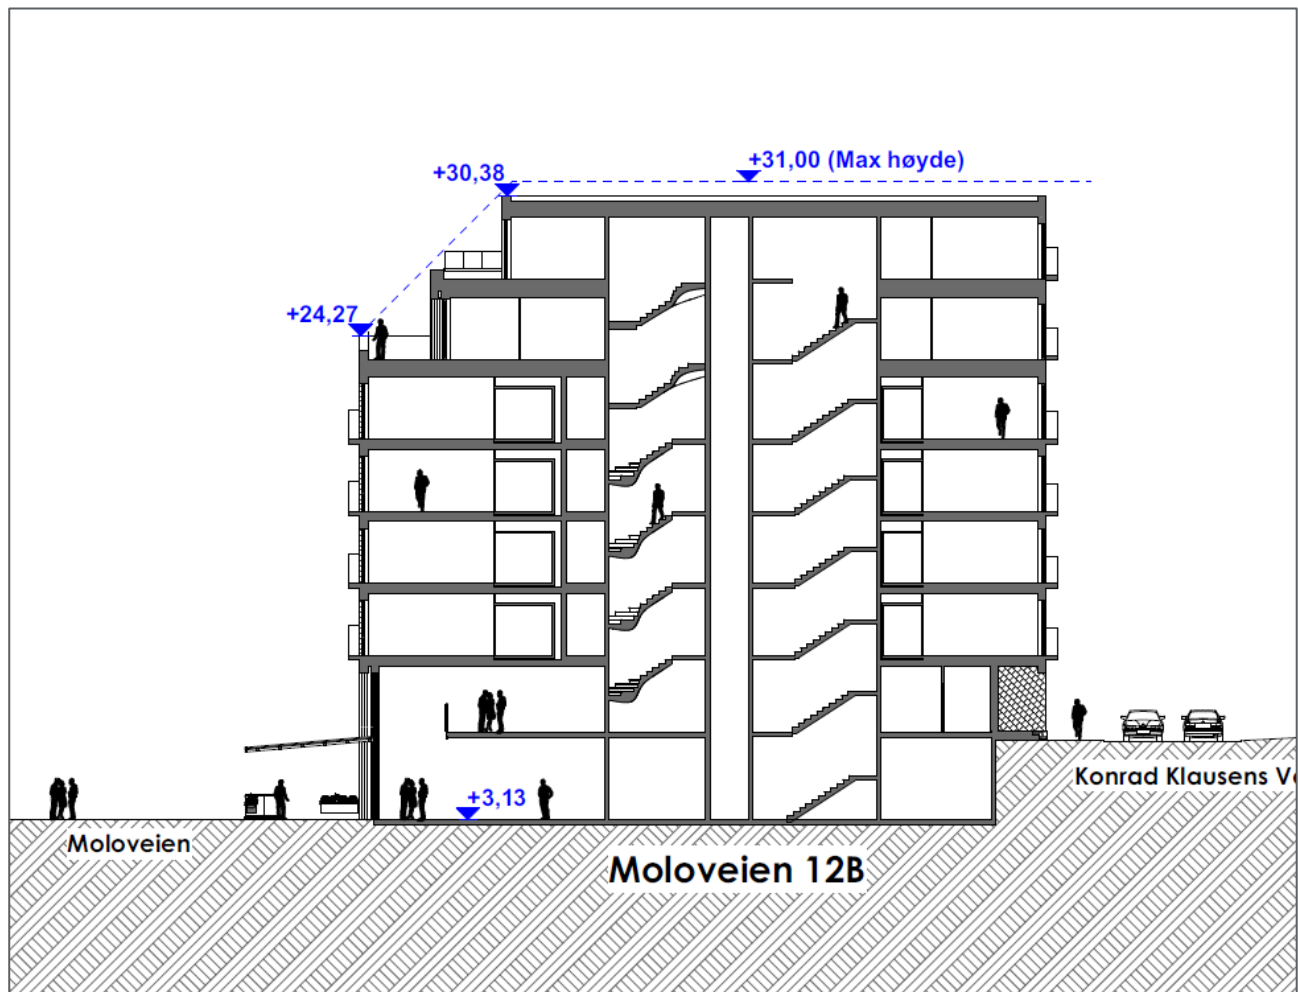 +31,00 (Max høyde)
+30,38
+24,27
+3,13
Konrad Klausens
Moloveien
Moloveien 12B